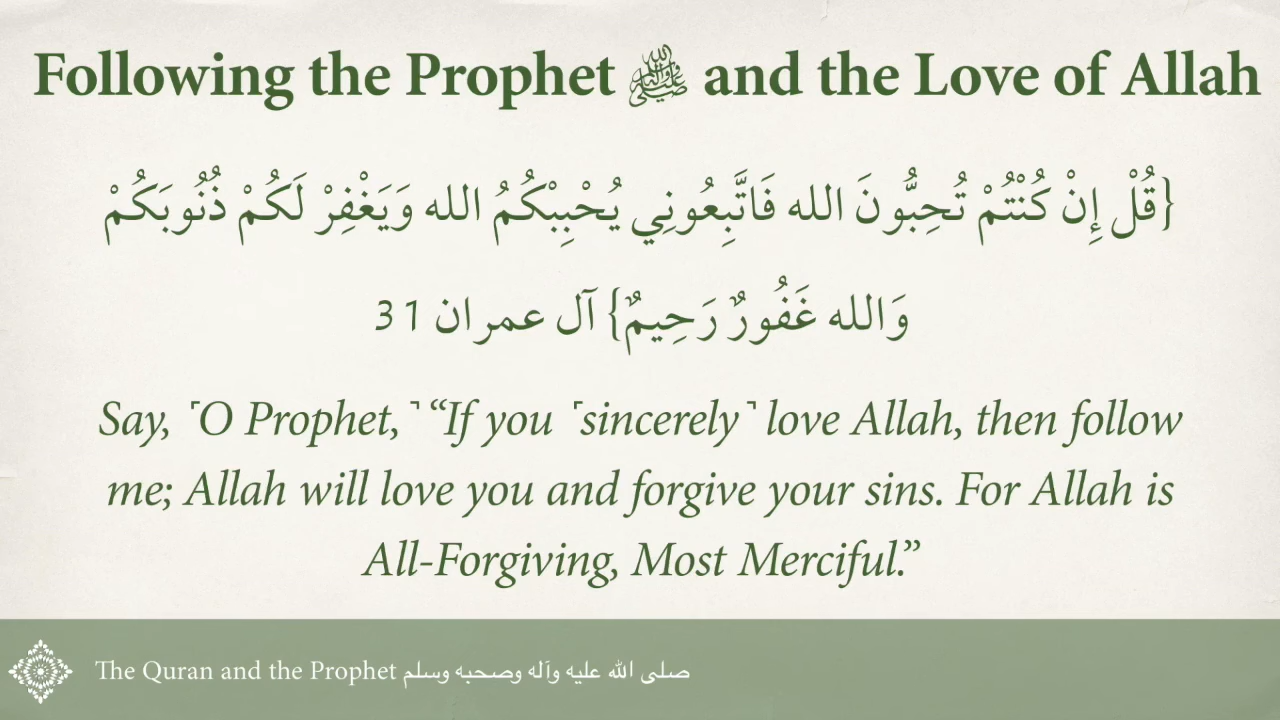 Following the Prophet ﷺ and the Love of Allah
{قُلْ إِنْ كُنْتُمْ تُحِبُّونَ الله فَاتَّبِعُونِي يُحْبِبْكُمُ الله وَيَغْفِرْ لَكُمْ ذُنُوبَكُمْ
وَالله غَفُورٌ رَحِيمٌ} آل عمران 31
Say, ˹O Prophet,˺ “If you ˹sincerely˺ love Allah, then follow
me; Allah will love you and forgive your sins. For Allah is
All-Forgiving, Most Merciful.”
The Quran and the Prophet صلى الله عليه وآله وصحبه وسلم